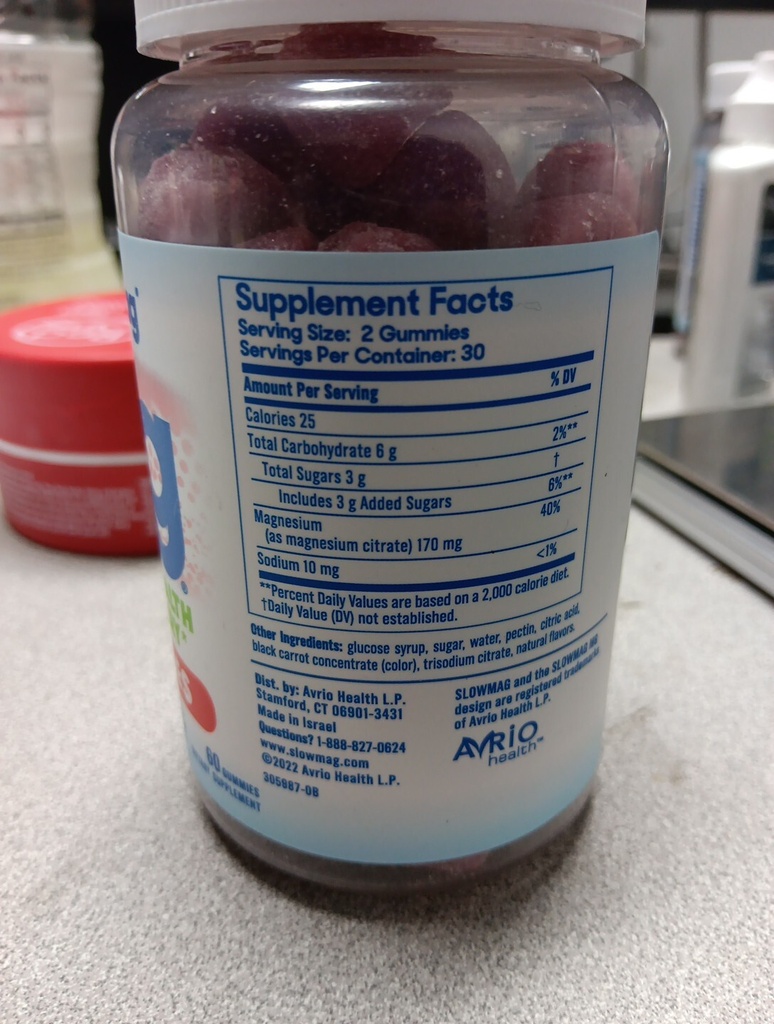 g
g®
TH
T*
S
60 GUMMIES
SUPPLEMENT
Supplement Facts
Serving Size: 2 Gummies
Servings Per Container: 30
Amount Per Serving % DV
Calories 25
Total Carbohydrate 6 g 2%**
Total Sugars 3 g †
Includes 3 g Added Sugars 6%**
Magnesium 40%
(as magnesium citrate) 170 mg
Sodium 10 mg <1%
**Percent Daily Values are based on a 2,000 calorie diet.
†Daily Value (DV) not established.
Other Ingredients: glucose syrup, sugar, water, pectin, citric acid,
black carrot concentrate (color), trisodium citrate, natural flavors.
Dist. by: Avrio Health L.P.
Stamford, CT 06901-3431
Made in Israel
Questions? 1-888-827-0624
www.slowmag.com
©2022 Avrio Health L.P.
305987-0B
SLOWMAG and the SLOWMAG MG
design are registered trademarks
of Avrio Health L.P.
AVRIO
health™